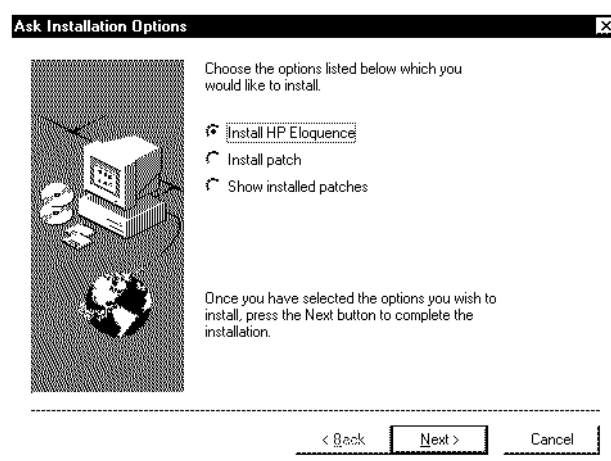 Ask Installation Options
Choose the options listed below which you
would like to install.
Install HP Eloquence
Install patch
Show installed patches
Once you have selected the options you wish to
install, press the Next button to complete the
installation.
< Back
Next >
Cancel